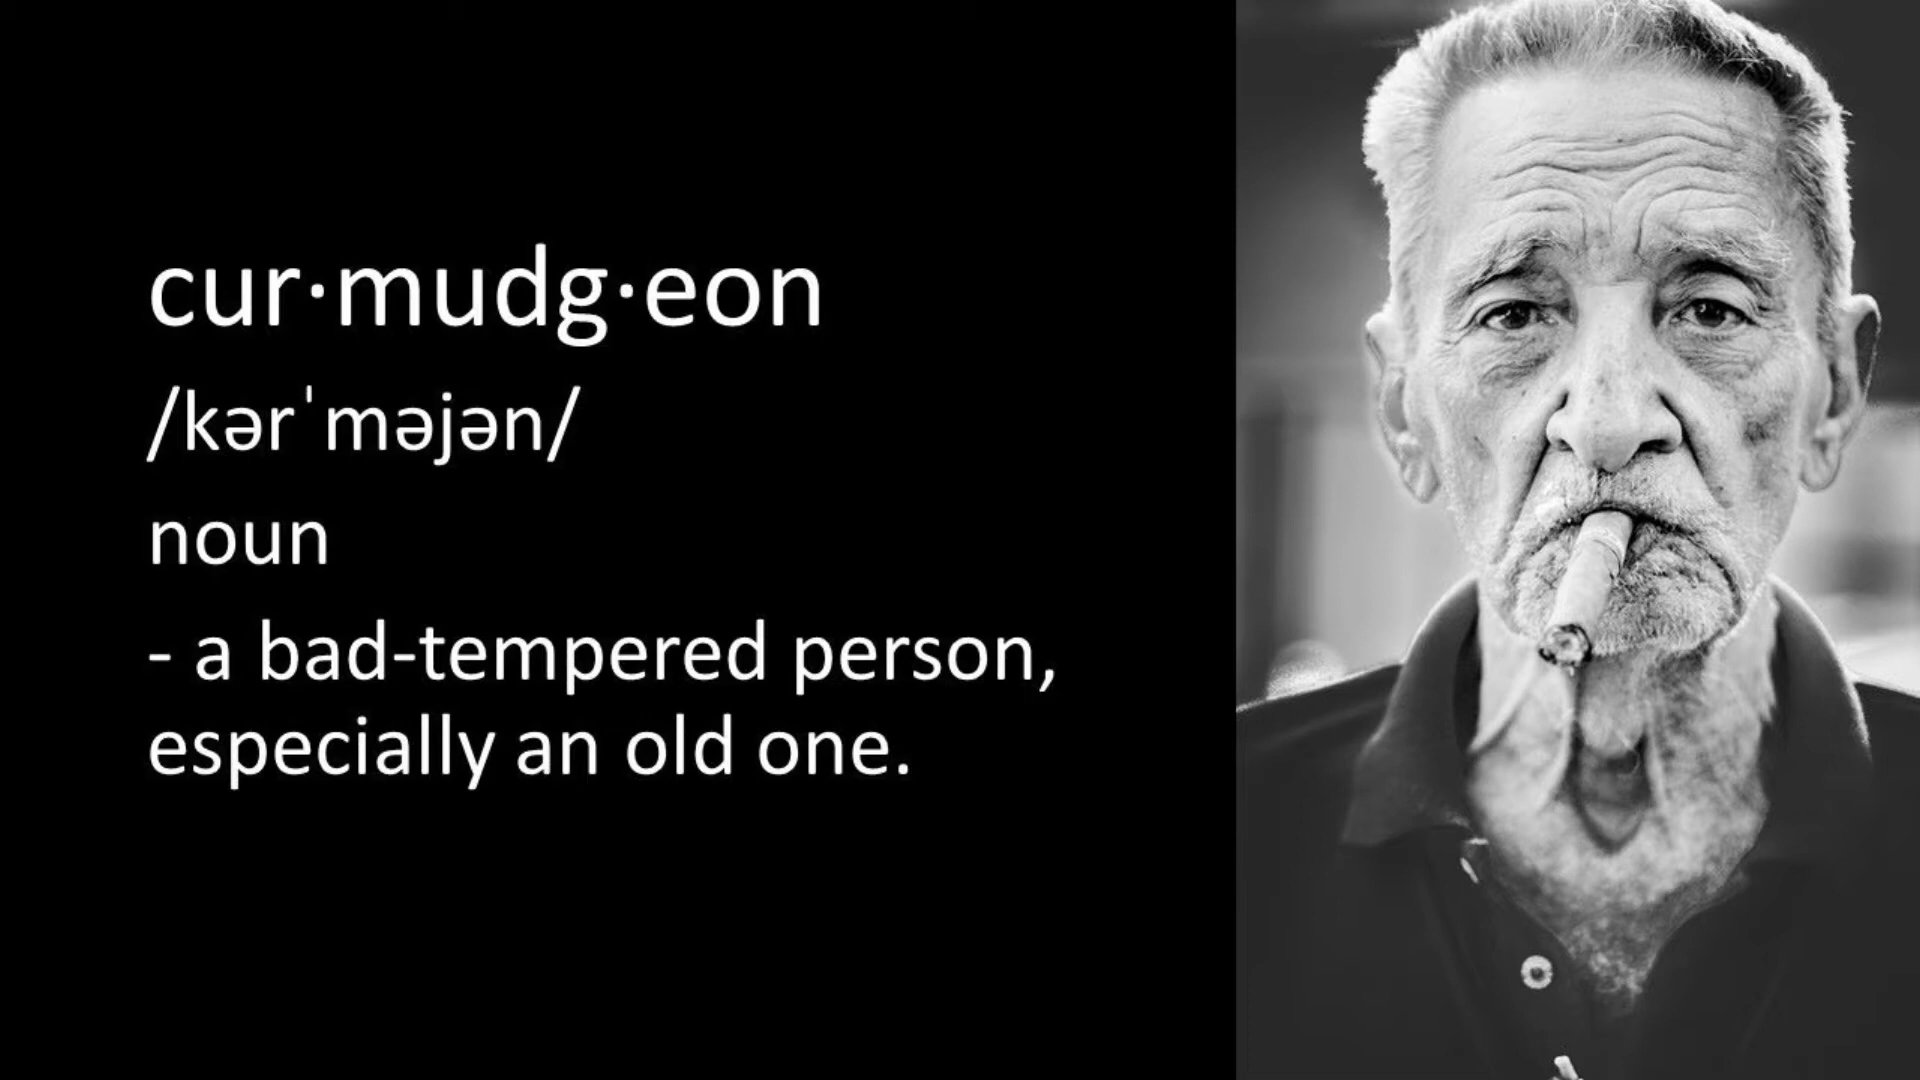 cur·mudg·eon
/kərˈməjən/
noun
- a bad-tempered person,
especially an old one.